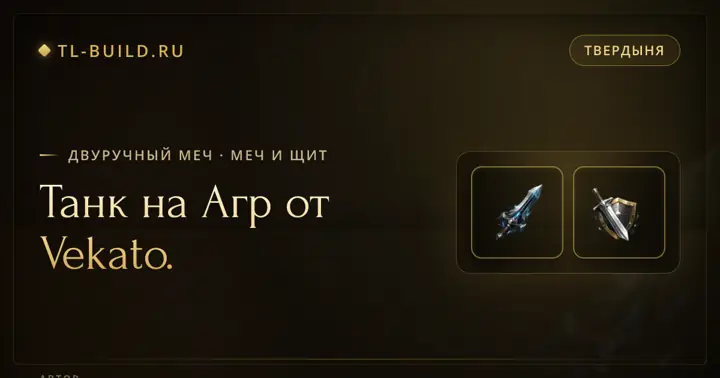 TL-BUILD.RU
ТВЕРДЫНЯ
ДВУРУЧНЫЙ МЕЧ · МЕЧ И ЩИТ
Танк на Агр от
Vekato.